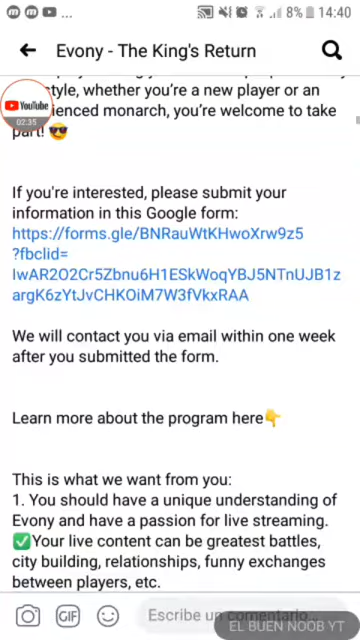 8% 14:40
Evony - The King's Return
style, whether you're a new player or an
YouTube
ienced monarch, you're welcome to take
02:35
part! 😎
If you're interested, please submit your
information in this Google form:
https://forms.gle/BNRauWtKHwoXrw9z5
?fbclid=
IwAR2O2Cr5Zbnu6H1ESkWoqYBJ5NTnUJB1z
argK6zYtJvCHKOiM7W3fVkxRAA
We will contact you via email within one week
after you submitted the form.
Learn more about the program here👇
This is what we want from you:
1. You should have a unique understanding of
Evony and have a passion for live streaming.
✅Your live content can be greatest battles,
city building, relationships, funny exchanges
between players, etc.
GIF
Escribe un comentario...
EL BUEN NOOB YT